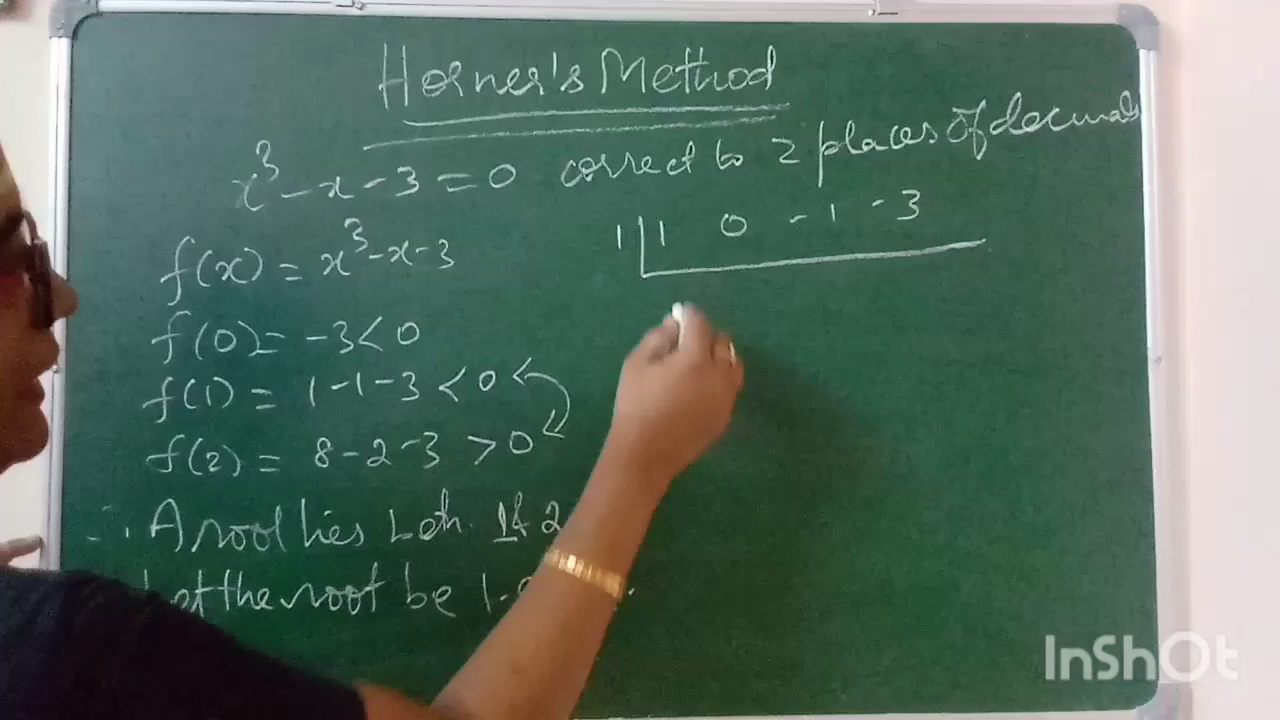 Horner's Method
x³-x-3=0 correct to 2 places of decimals
f(x) = x³-x-3
f(0) = -3<0
f(1) = 1-1-3 < 0
f(2) = 8-2-3 > 0
∴ A root lies 1 & 2
Let the root be 1.
1 | 1 0 -1 -3
InShOt